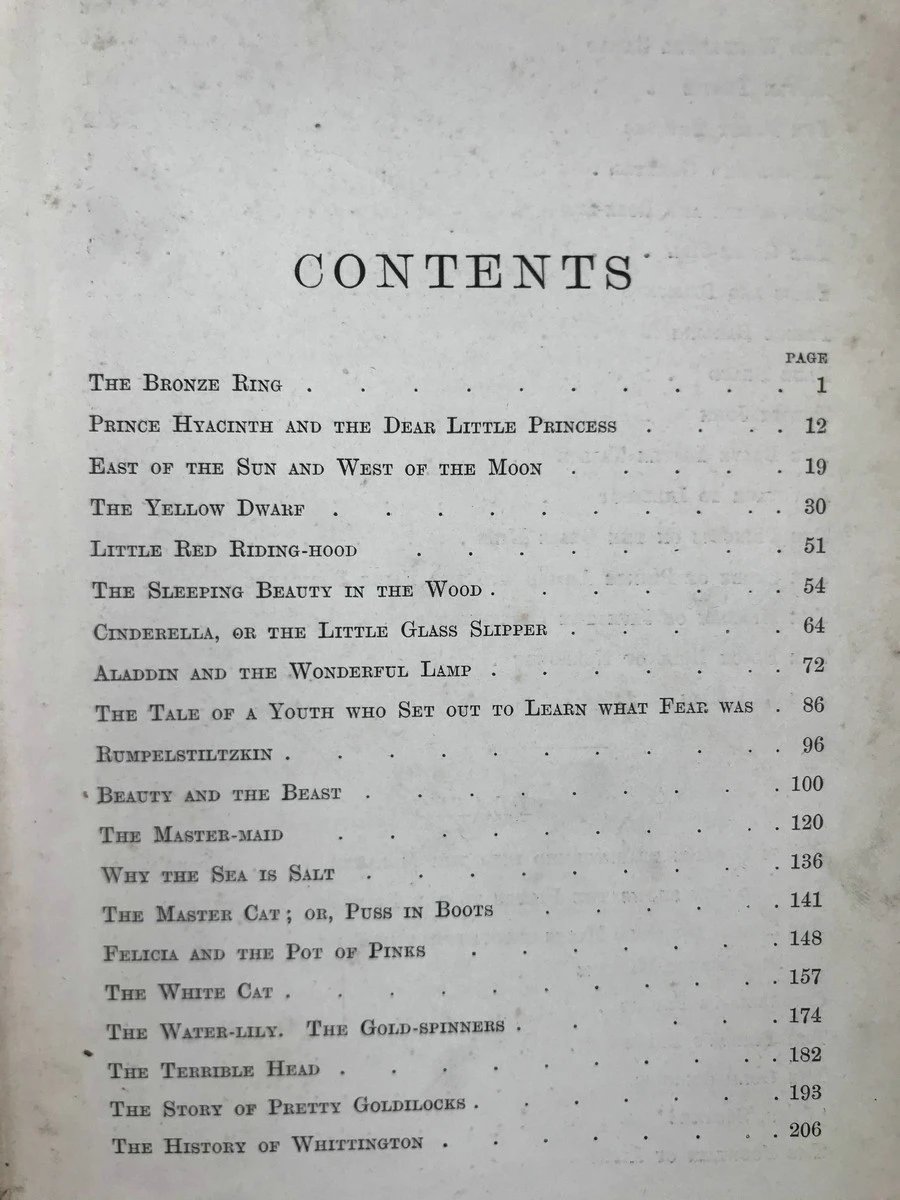 CONTENTS
PAGE
The Bronze Ring . . . . . . . . . . 1
Prince Hyacinth and the Dear Little Princess . . . . 12
East of the Sun and West of the Moon . . . . . 19
The Yellow Dwarf . . . . . . . . . 30
Little Red Riding-hood . . . . . . . 51
The Sleeping Beauty in the Wood . . . . . . . 54
Cinderella, or the Little Glass Slipper . . . . . 64
Aladdin and the Wonderful Lamp . . . . . . . 72
The Tale of a Youth who Set out to Learn what Fear was . 86
Rumpelstiltzkin . . . . . . . . . . 96
Beauty and the Beast . . . . . . . . . 100
The Master-maid . . . . . . . . . 120
Why the Sea is Salt . . . . . . . . . 136
The Master Cat; or, Puss in Boots . . . . . 141
Felicia and the Pot of Pinks . . . . . . . 148
The White Cat . . . . . . . . . . 157
The Water-lily. The Gold-spinners . . . . . 174
The Terrible Head . . . . . . . . . 182
The Story of Pretty Goldilocks . . . . . . . 193
The History of Whittington . . . . . . . 206